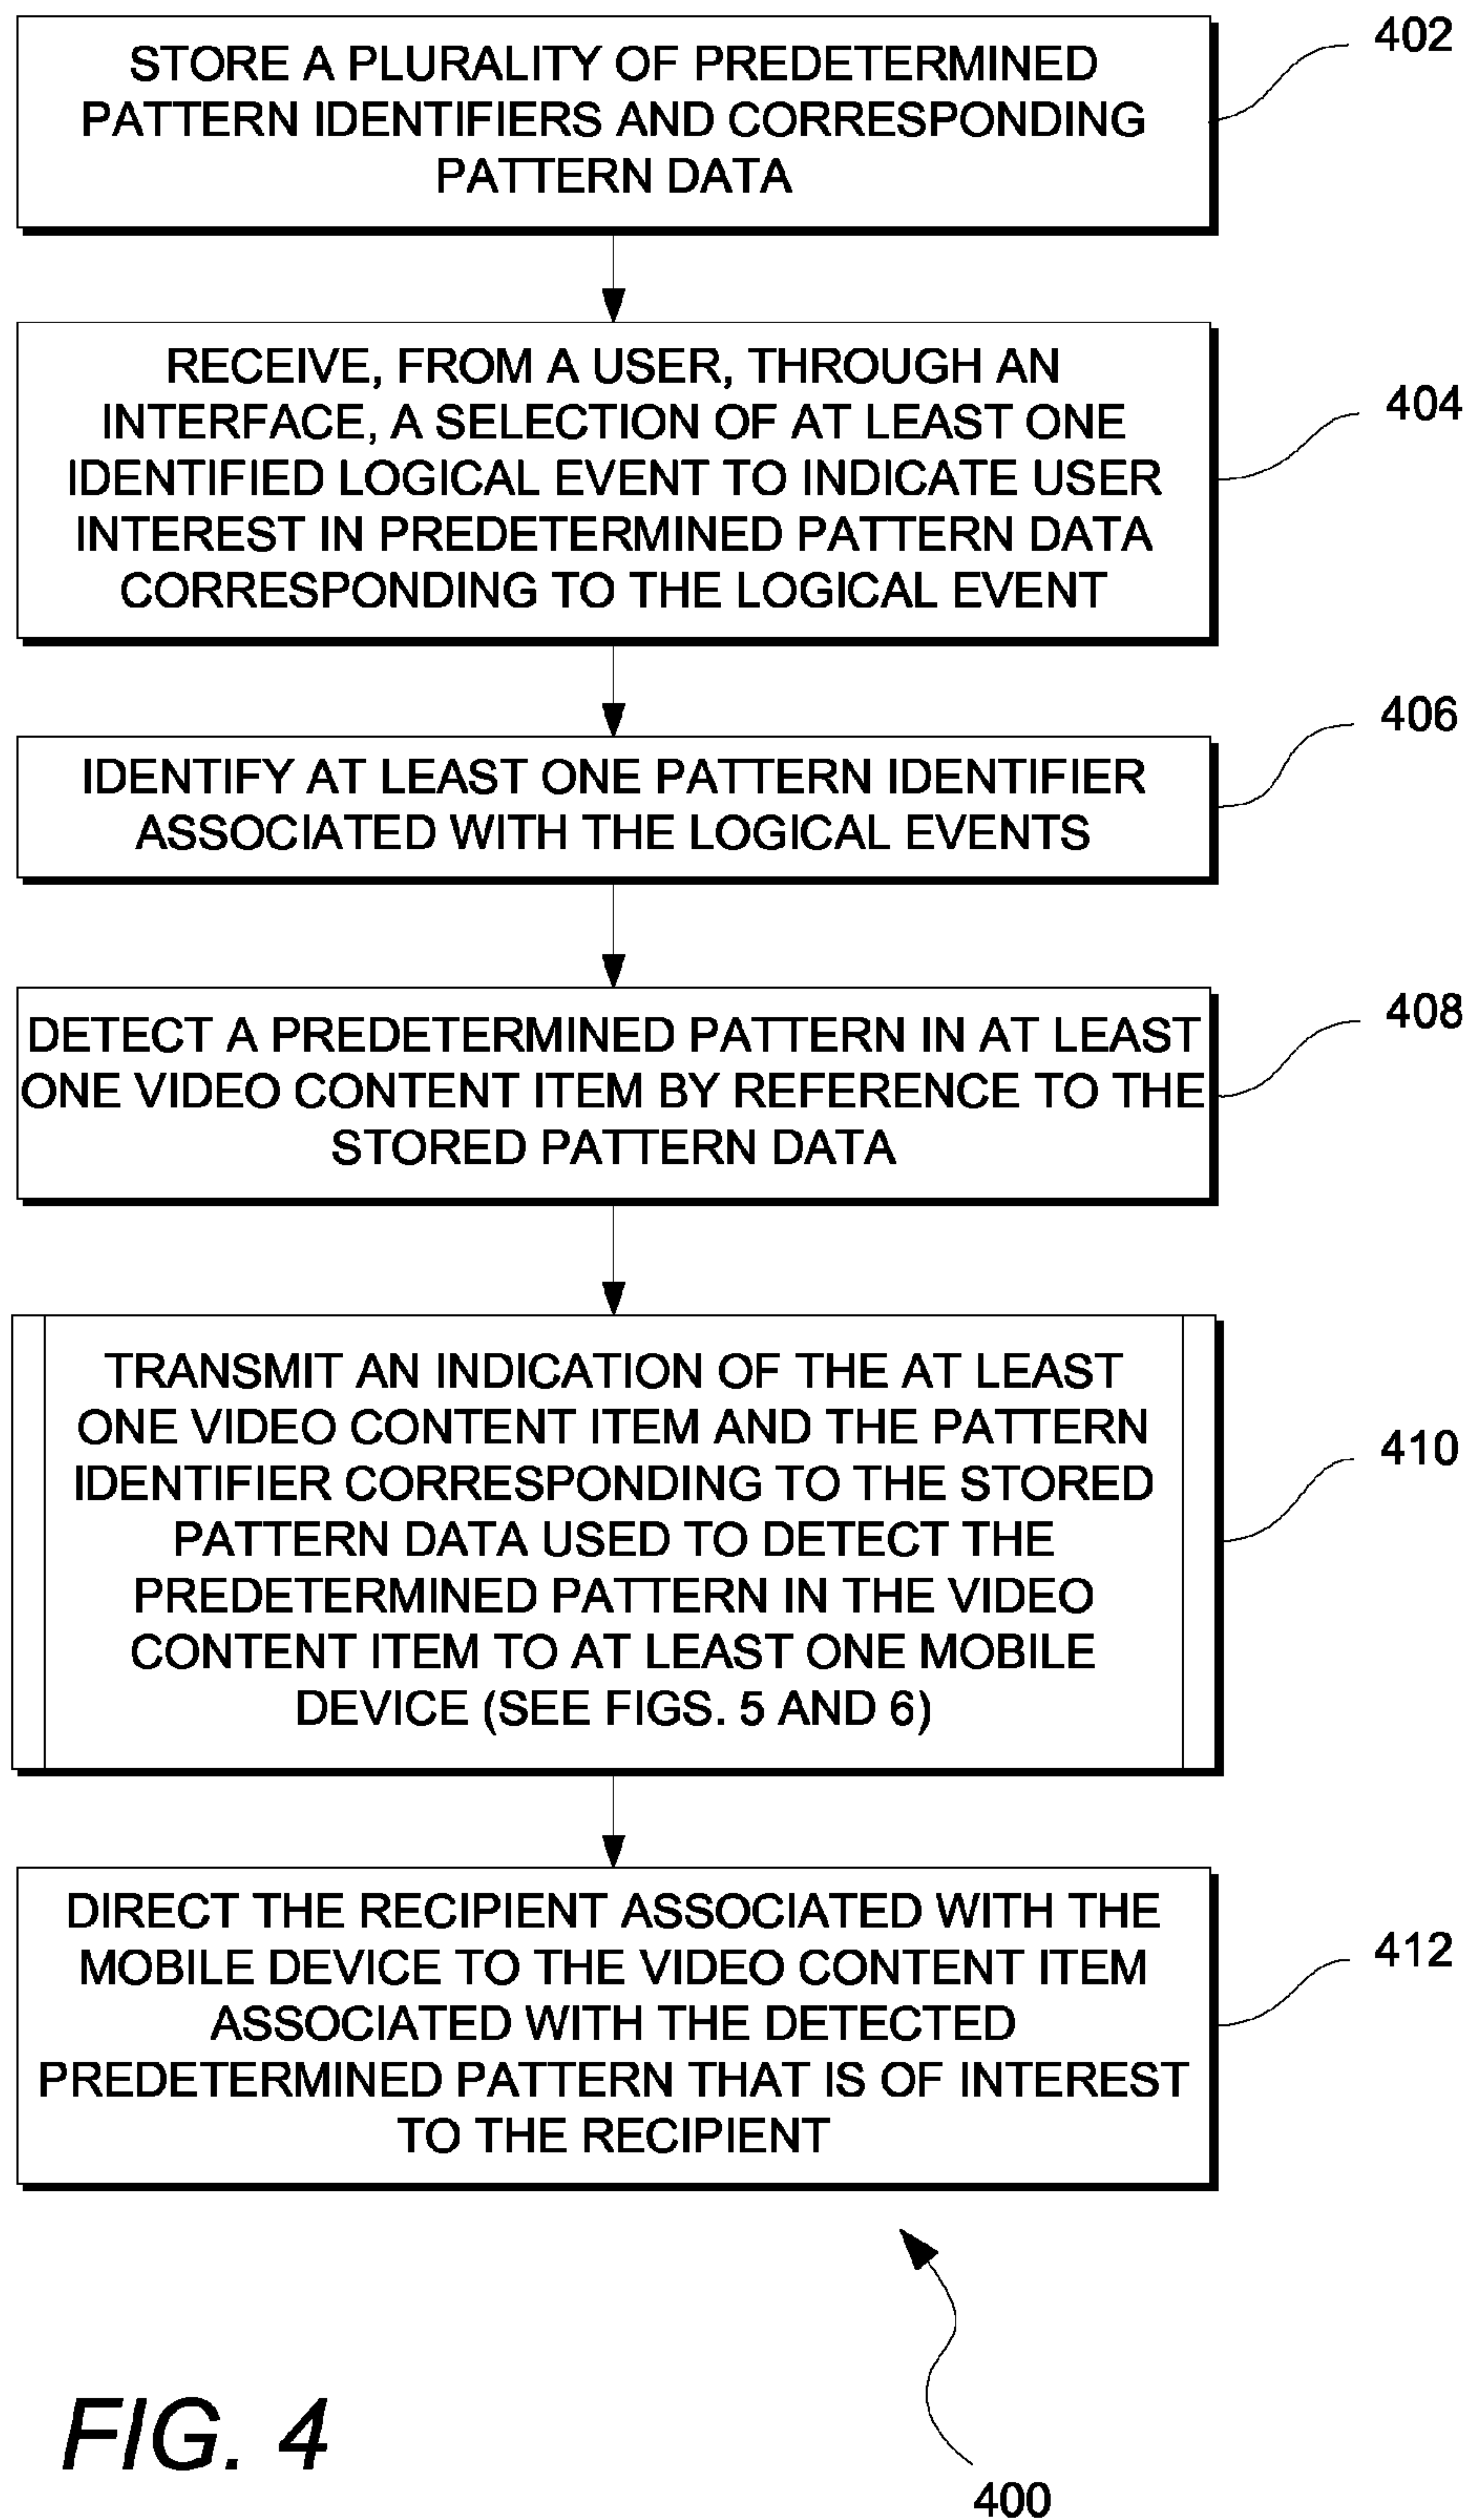 402
STORE A PLURALITY OF PREDETERMINED
PATTERN IDENTIFIERS AND CORRESPONDING
PATTERN DATA
RECEIVE, FROM A USER, THROUGH AN
INTERFACE, A SELECTION OF AT LEAST ONE
IDENTIFIED LOGICAL EVENT TO INDICATE USER
INTEREST IN PREDETERMINED PATTERN DATA
CORRESPONDING TO THE LOGICAL EVENT
404
IDENTIFY AT LEAST ONE PATTERN IDENTIFIER
ASSOCIATED WITH THE LOGICAL EVENTS
406
DETECT A PREDETERMINED PATTERN IN AT LEAST
ONE VIDEO CONTENT ITEM BY REFERENCE TO THE
STORED PATTERN DATA
408
TRANSMIT AN INDICATION OF THE AT LEAST
ONE VIDEO CONTENT ITEM AND THE PATTERN
IDENTIFIER CORRESPONDING TO THE STORED
PATTERN DATA USED TO DETECT THE
PREDETERMINED PATTERN IN THE VIDEO
CONTENT ITEM TO AT LEAST ONE MOBILE
DEVICE (SEE FIGS. 5 AND 6)
410
DIRECT THE RECIPIENT ASSOCIATED WITH THE
MOBILE DEVICE TO THE VIDEO CONTENT ITEM
ASSOCIATED WITH THE DETECTED
PREDETERMINED PATTERN THAT IS OF INTEREST
TO THE RECIPIENT
412
FIG. 4
400